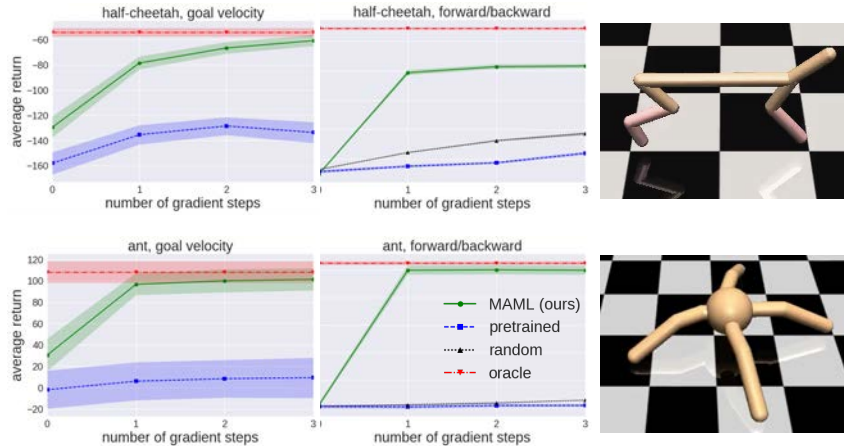 half-cheetah, goal velocity
average return
−60
−80
−100
−120
−140
−160
0
1
2
3
number of gradient steps
half-cheetah, forward/backward
1
2
3
number of gradient steps
ant, goal velocity
average return
120
100
80
60
40
20
0
−20
0
1
2
3
number of gradient steps
ant, forward/backward
MAML (ours)
pretrained
random
oracle
1
2
3
number of gradient steps